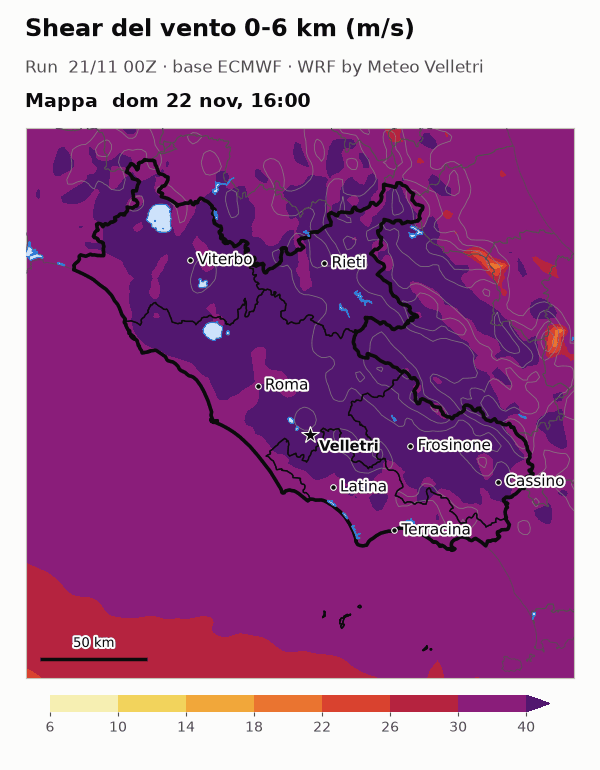 Shear del vento 0-6 km (m/s)
Run 21/11 00Z · base ECMWF · WRF by Meteo Velletri
Mappa dom 22 nov, 16:00
Viterbo
Rieti
Roma
Velletri
Frosinone
Latina
Cassino
Terracina
50 km
6 10 14 18 22 26 30 40